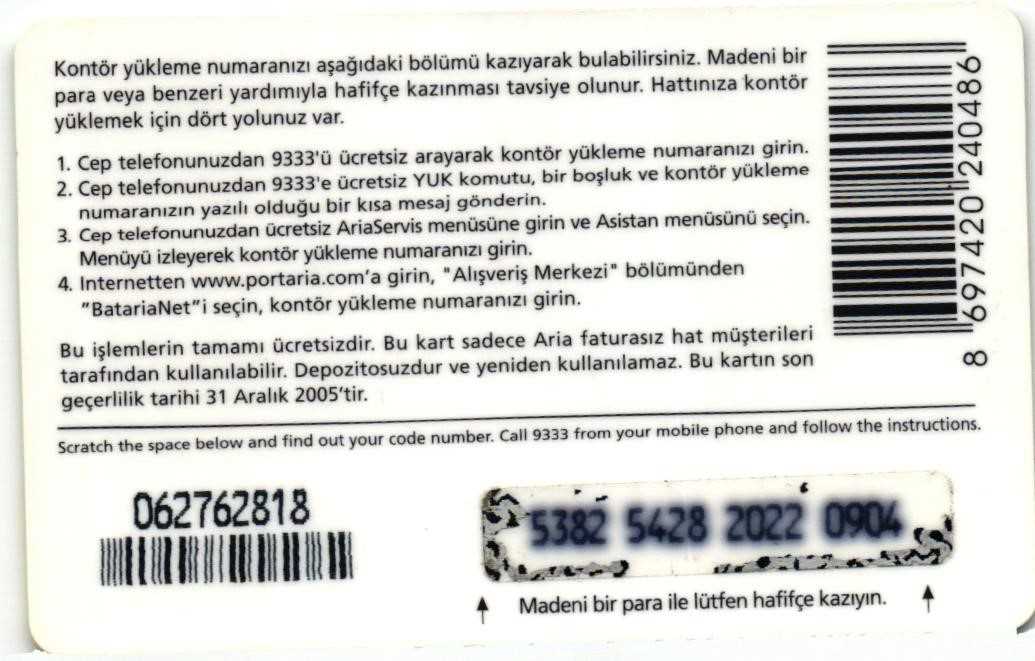 Kontör yükleme numaranızı aşağıdaki bölümü kazıyarak bulabilirsiniz. Madeni bir
para veya benzeri yardımıyla hafifçe kazınması tavsiye olunur. Hattınıza kontör
yüklemek için dört yolunuz var.
1. Cep telefonunuzdan 9333'ü ücretsiz arayarak kontör yükleme numaranızı girin.
2. Cep telefonunuzdan 9333'e ücretsiz YUK komutu, bir boşluk ve kontör yükleme
numaranızın yazılı olduğu bir kısa mesaj gönderin.
3. Cep telefonunuzdan ücretsiz AriaServis menüsüne girin ve Asistan menüsünü seçin.
Menüyü izleyerek kontör yükleme numaranızı girin.
4. Internetten www.portaria.com'a girin, "Alışveriş Merkezi" bölümünden
"BatariaNet"i seçin, kontör yükleme numaranızı girin.
Bu işlemlerin tamamı ücretsizdir. Bu kart sadece Aria faturasız hat müşterileri
tarafından kullanılabilir. Depozitosuzdur ve yeniden kullanılamaz. Bu kartın son
geçerlilik tarihi 31 Aralık 2005'tir.
8 697420 240486
Scratch the space below and find out your code number. Call 9333 from your mobile phone and follow the instructions.
062762818
5382 5428 2022 0904
Madeni bir para ile lütfen hafifçe kazıyın.